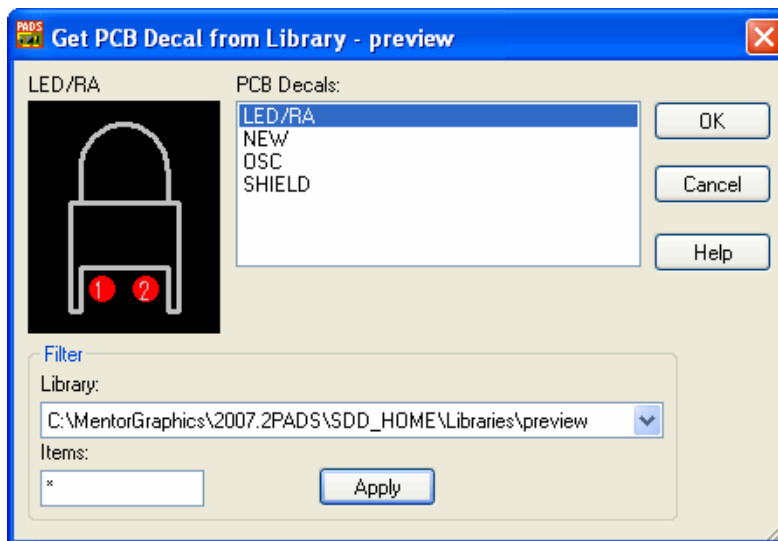 PADS
Get PCB Decal from Library - preview
LED/RA
1 2
PCB Decals:
LED/RA
NEW
OSC
SHIELD
OK
Cancel
Help
Filter
Library:
C:\MentorGraphics\2007.2PADS\SDD_HOME\Libraries\preview
Items:
*
Apply